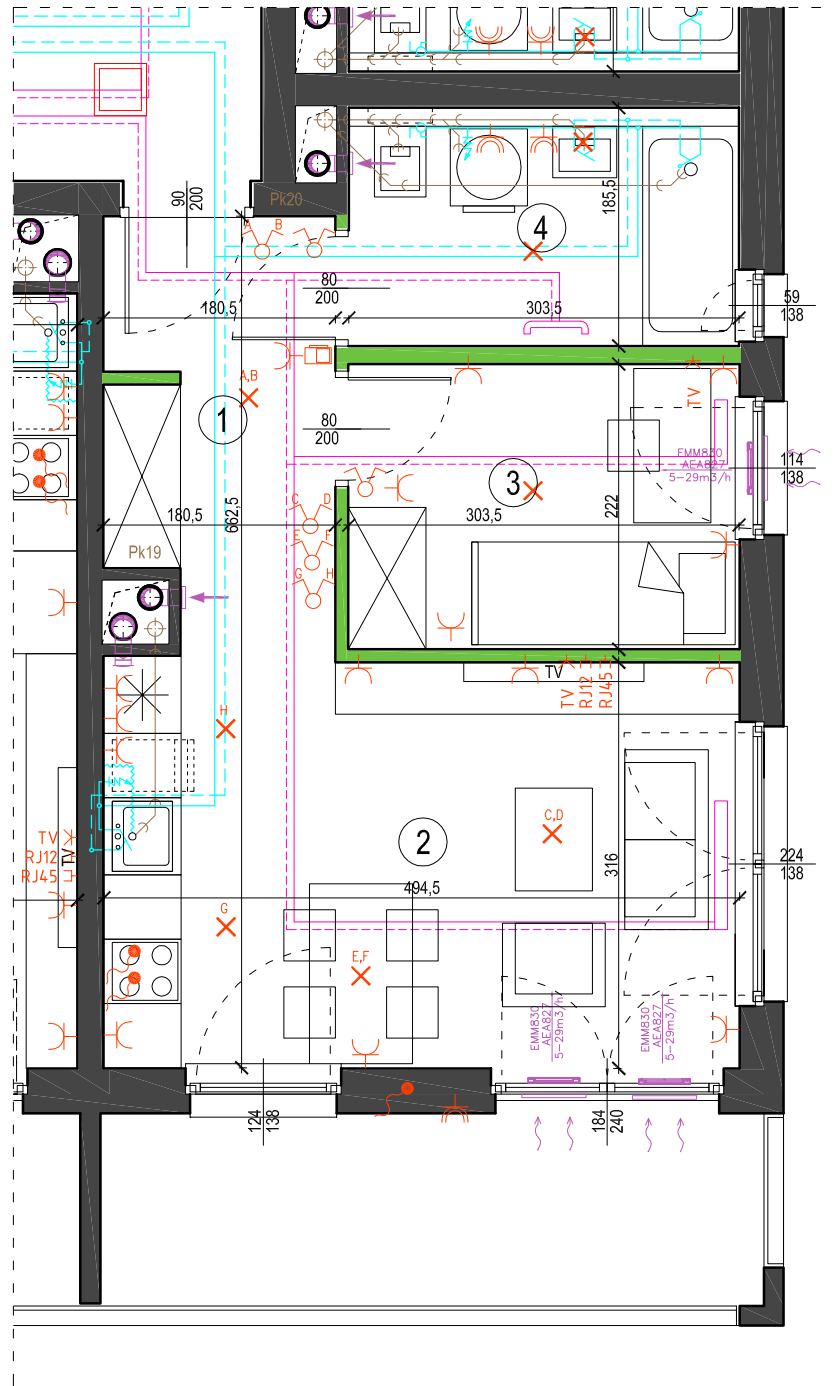 90
200
Pk20
A B
4
185,5
80
200
180,5
303,5
59
138
A,B
1
80
200
TV
3
EMM830
AEA827
5-29m3/h
114
138
C D
180,5
662,5
303,5
222
E F
Pk19
G H
TV
TV
RJ12
RJ45
H
C,D
TV
RJ12
RJ45
TV
2
316
224
138
494,5
G
E,F
EMM830
AEA827
5-29m3/h
EMM830
AEA827
5-29m3/h
124
138
184
240